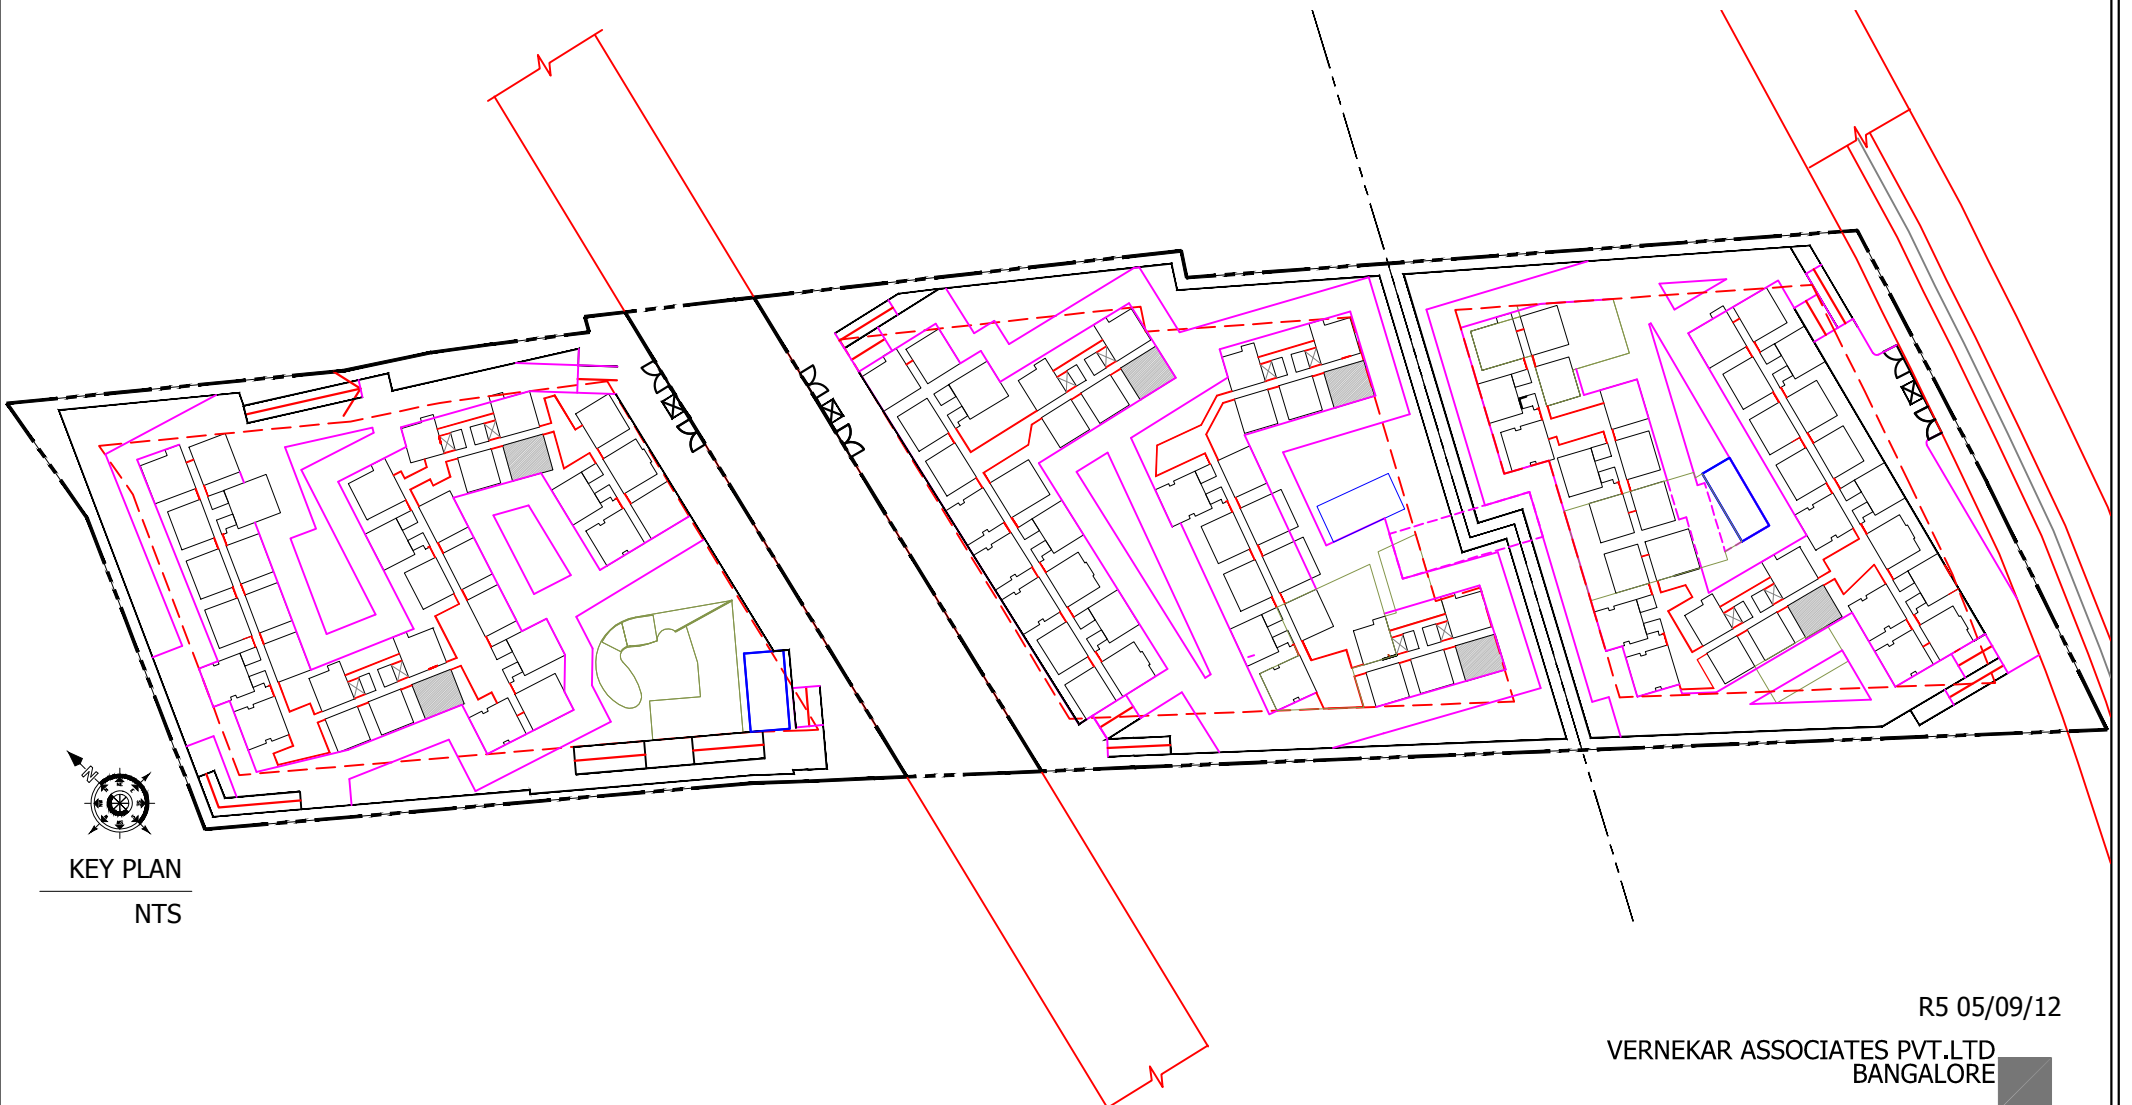 N
KEY PLAN
NTS
R5 05/09/12
VERNEKAR ASSOCIATES PVT.LTD
BANGALORE